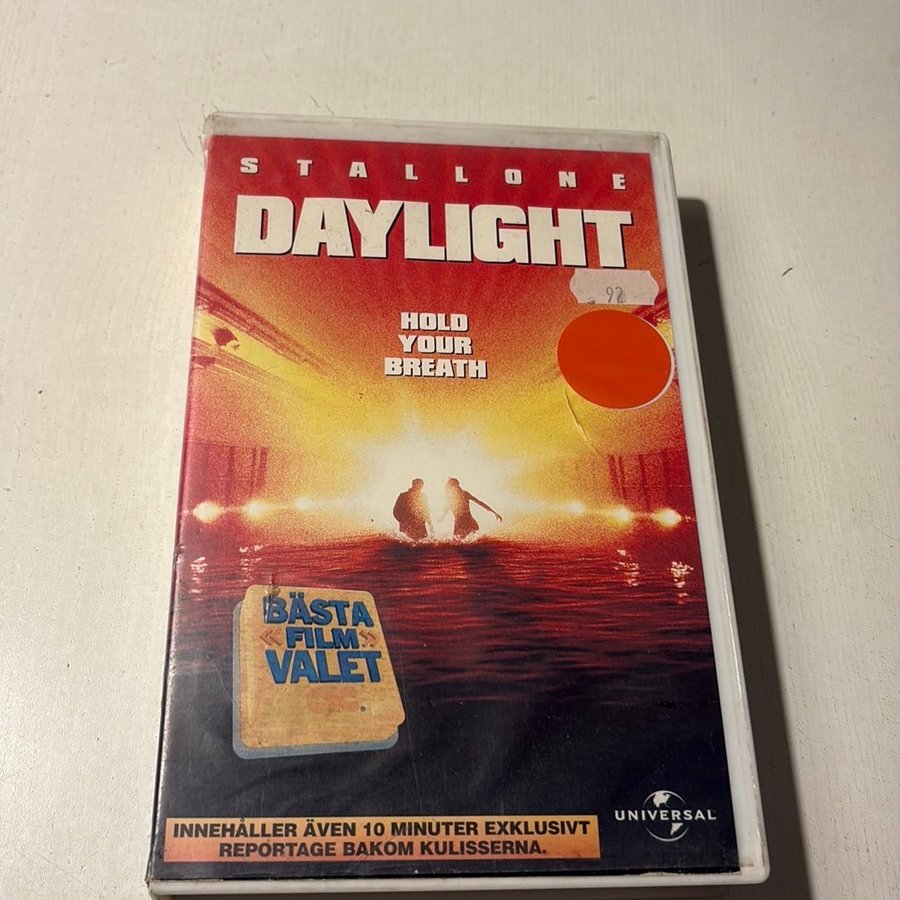 STALLONE
DAYLIGHT
92
HOLD
YOUR
BREATH
BÄSTA
«FILM»
VALET
UNIVERSAL
INNEHÅLLER ÄVEN 10 MINUTER EXKLUSIVT
REPORTAGE BAKOM KULISSERNA.